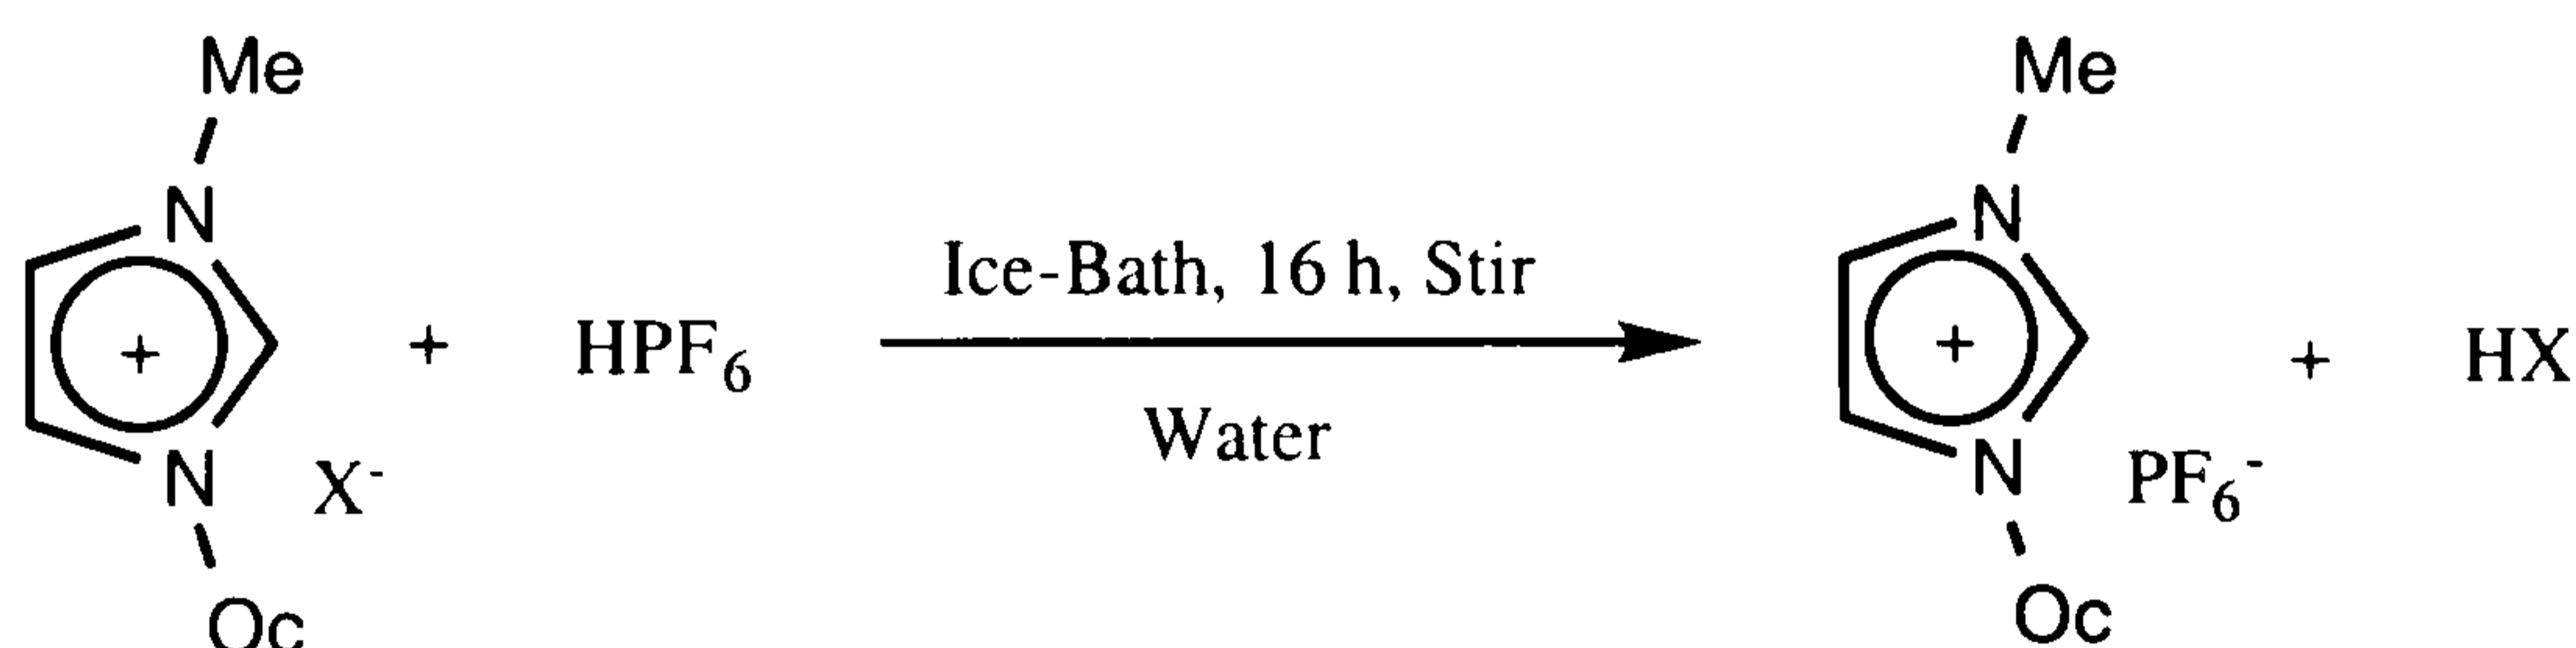 Me
N
+
N X⁻
Oc
+
HPF₆
Ice-Bath, 16 h, Stir
Water
Me
N
+
N PF₆⁻
Oc
+
HX